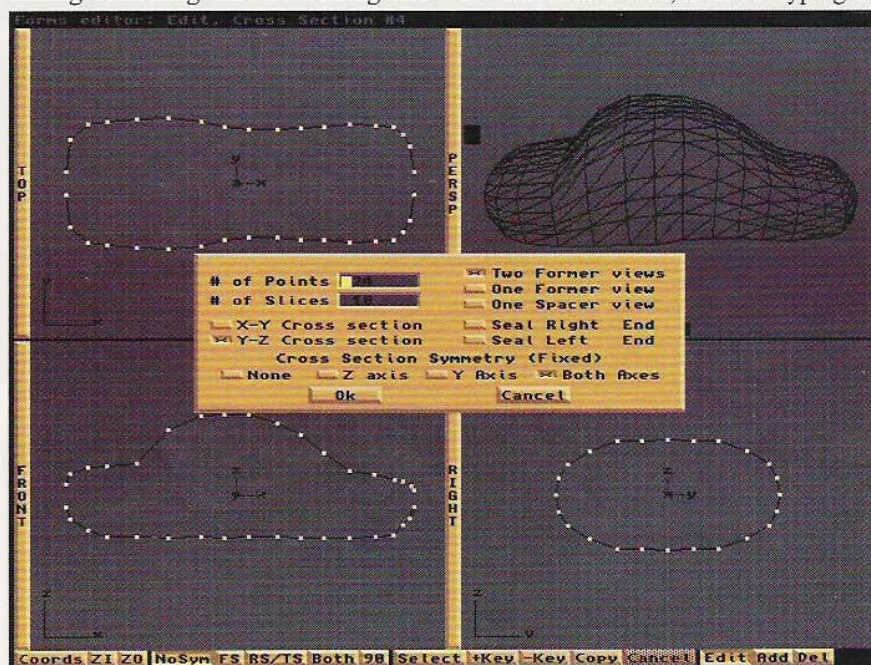 Forms editor: Edit, Cross Section #4
TOP
PERSP
y
x
y
x
# of Points
# of Slices
Two Former views
One Former view
One Spacer view
X-Y Cross section
Y-Z Cross section
Seal Right End
Seal Left End
Cross Section Symmetry (Fixed)
None Z axis Y Axis Both Axes
Ok Cancel
FRONT
RIGHT
z
y x
z
x y
z
x
z
y
Coords ZI ZO NoSym FS RS/TS Both 90 Select +Key -Key Copy Cancel Edit Add Del